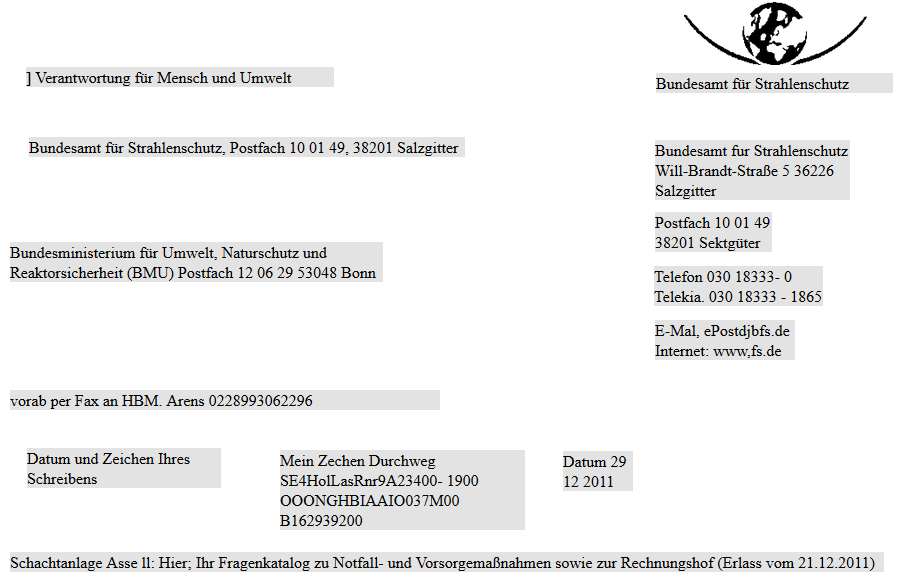 ] Verantwortung für Mensch und Umwelt
Bundesamt für Strahlenschutz
Bundesamt für Strahlenschutz, Postfach 10 01 49, 38201 Salzgitter
Bundesamt fur Strahlenschutz
Will-Brandt-Straße 5 36226
Salzgitter
Postfach 10 01 49
38201 Sektgüter
Bundesministerium für Umwelt, Naturschutz und
Reaktorsicherheit (BMU) Postfach 12 06 29 53048 Bonn
Telefon 030 18333- 0
Telekia. 030 18333 - 1865
E-Mal, ePostdjbfs.de
Internet: www,fs.de
vorab per Fax an HBM. Arens 0228993062296
Datum und Zeichen Ihres
Schreibens
Mein Zechen Durchweg
SE4HolLasRnr9A23400- 1900
OOONGHBIAAIO037M00
B162939200
Datum 29
12 2011
Schachtanlage Asse ll: Hier; Ihr Fragenkatalog zu Notfall- und Vorsorgemaßnahmen sowie zur Rechnungshof (Erlass vom 21.12.2011)